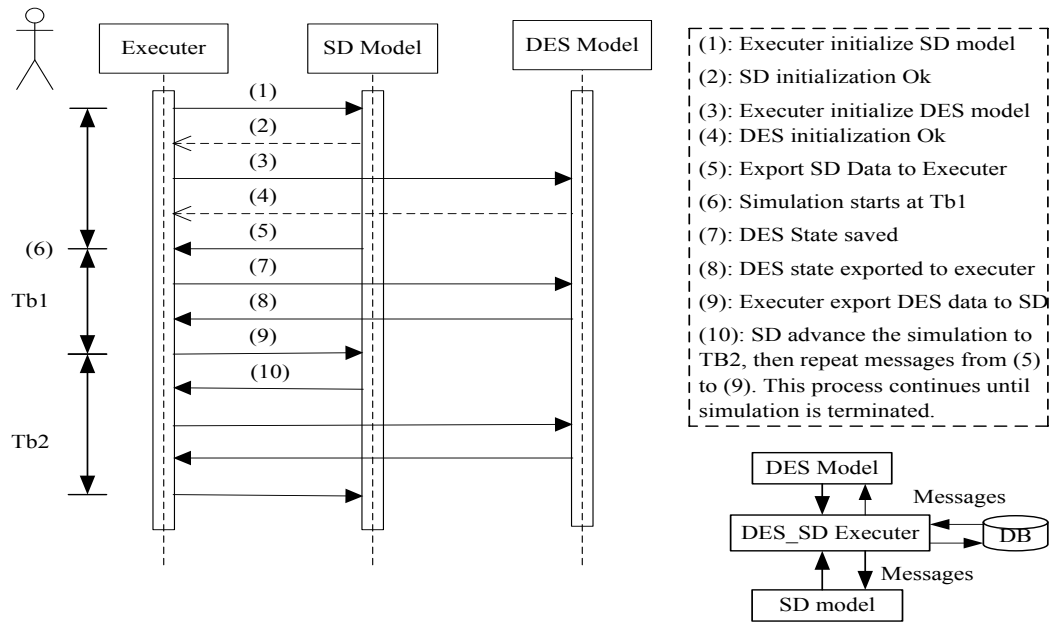 Executer
SD Model
DES Model
(1)
(2)
(3)
(4)
(5)
(6)
(7)
Tb1
(8)
(9)
(10)
Tb2
(1): Executer initialize SD model
(2): SD initialization Ok
(3): Executer initialize DES model
(4): DES initialization Ok
(5): Export SD Data to Executer
(6): Simulation starts at Tb1
(7): DES State saved
(8): DES state exported to executer
(9): Executer export DES data to SD
(10): SD advance the simulation to
TB2, then repeat messages from (5)
to (9). This process continues until
simulation is terminated.
DES Model
Messages
DES_SD Executer
DB
Messages
SD model